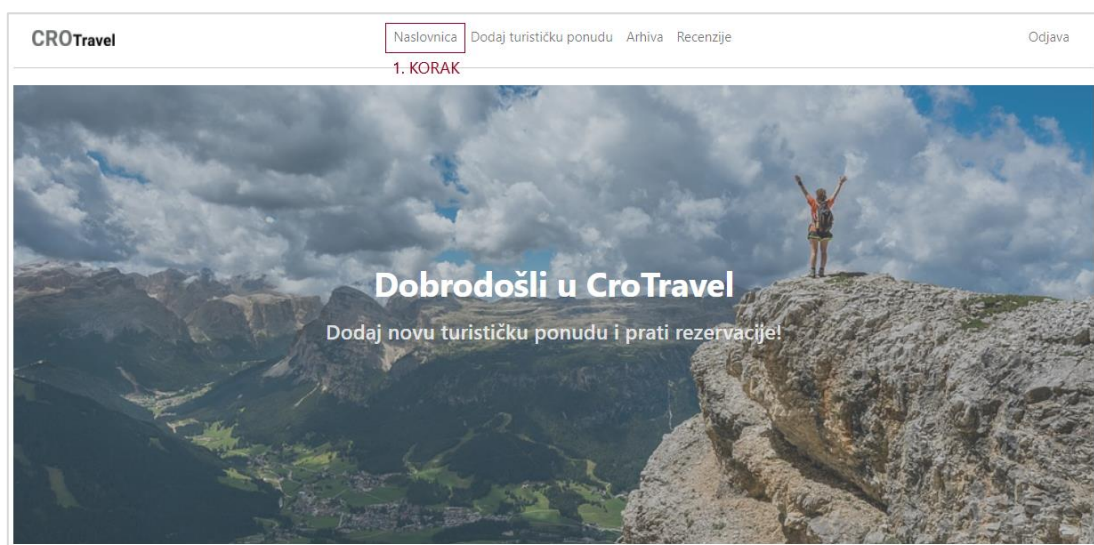 CROTravel
Naslovnica Dodaj turističku ponudu Arhiva Recenzije
Odjava
1. KORAK
Dobrodošli u CroTravel
Dodaj novu turističku ponudu i prati rezervacije!